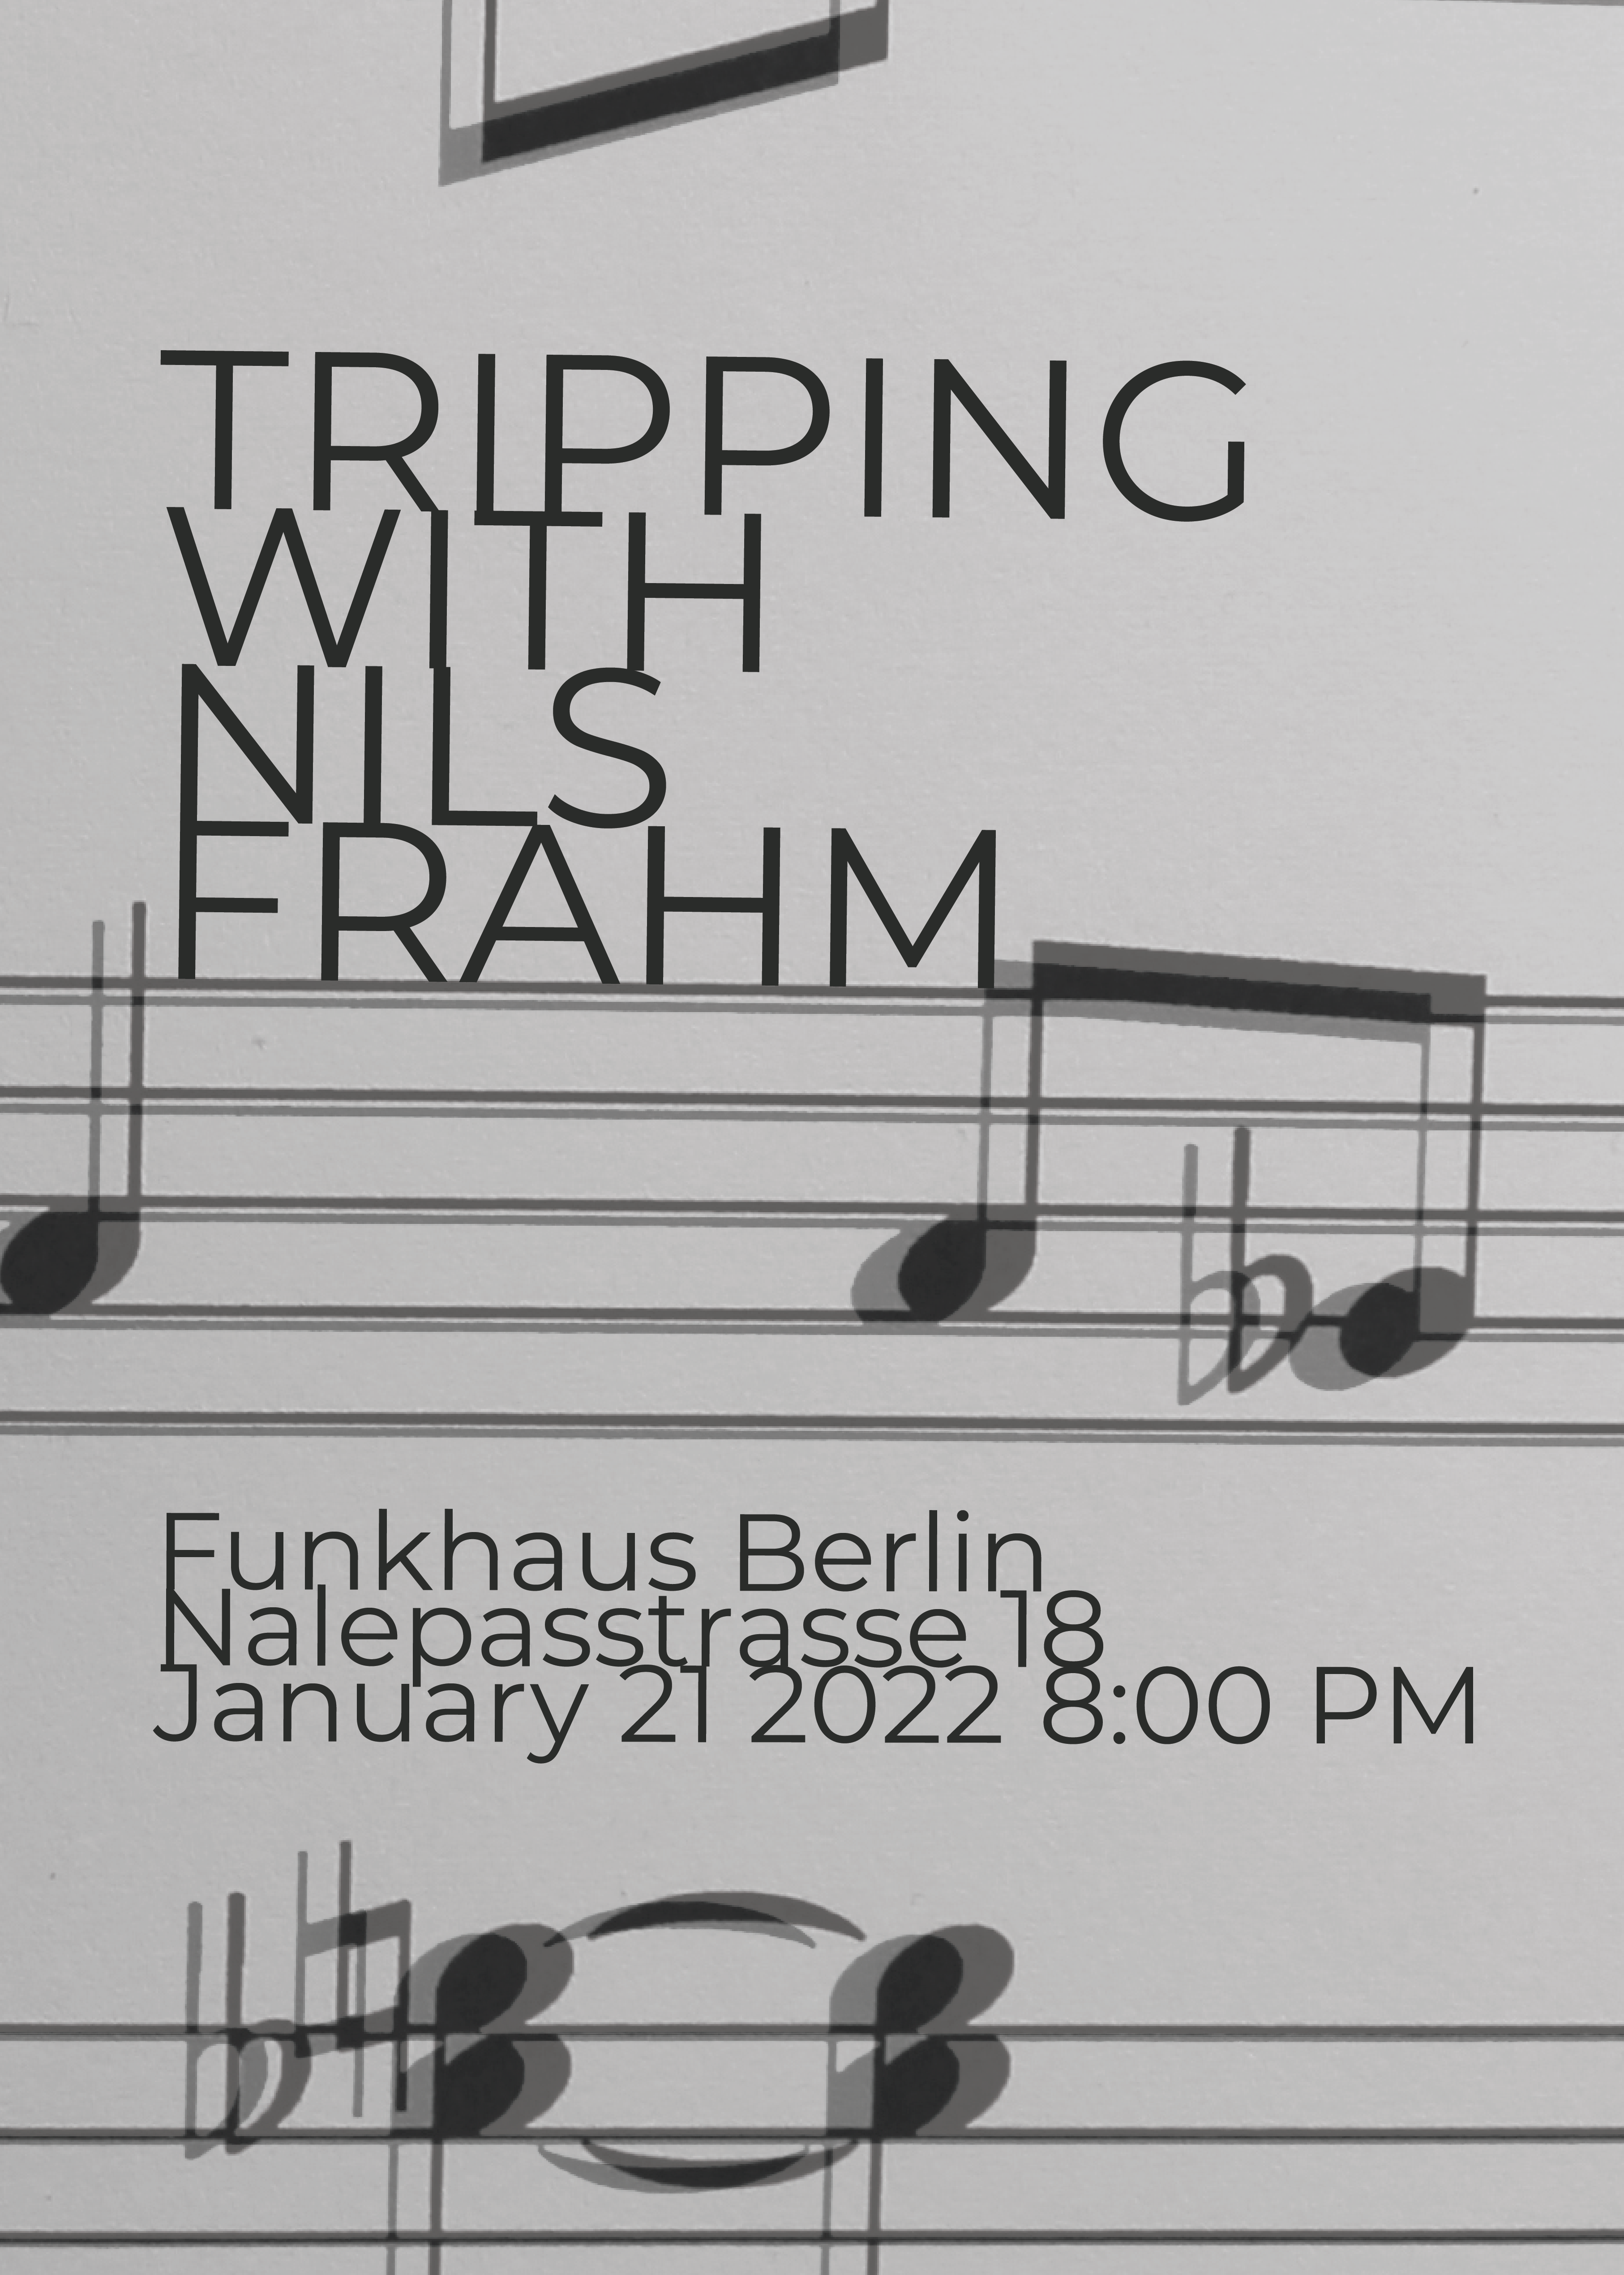 TRIPPING
WITH
NILS
FRAHM
Funkhaus Berlin
Nalepasstrasse 18
January 21 2022 8:00 PM